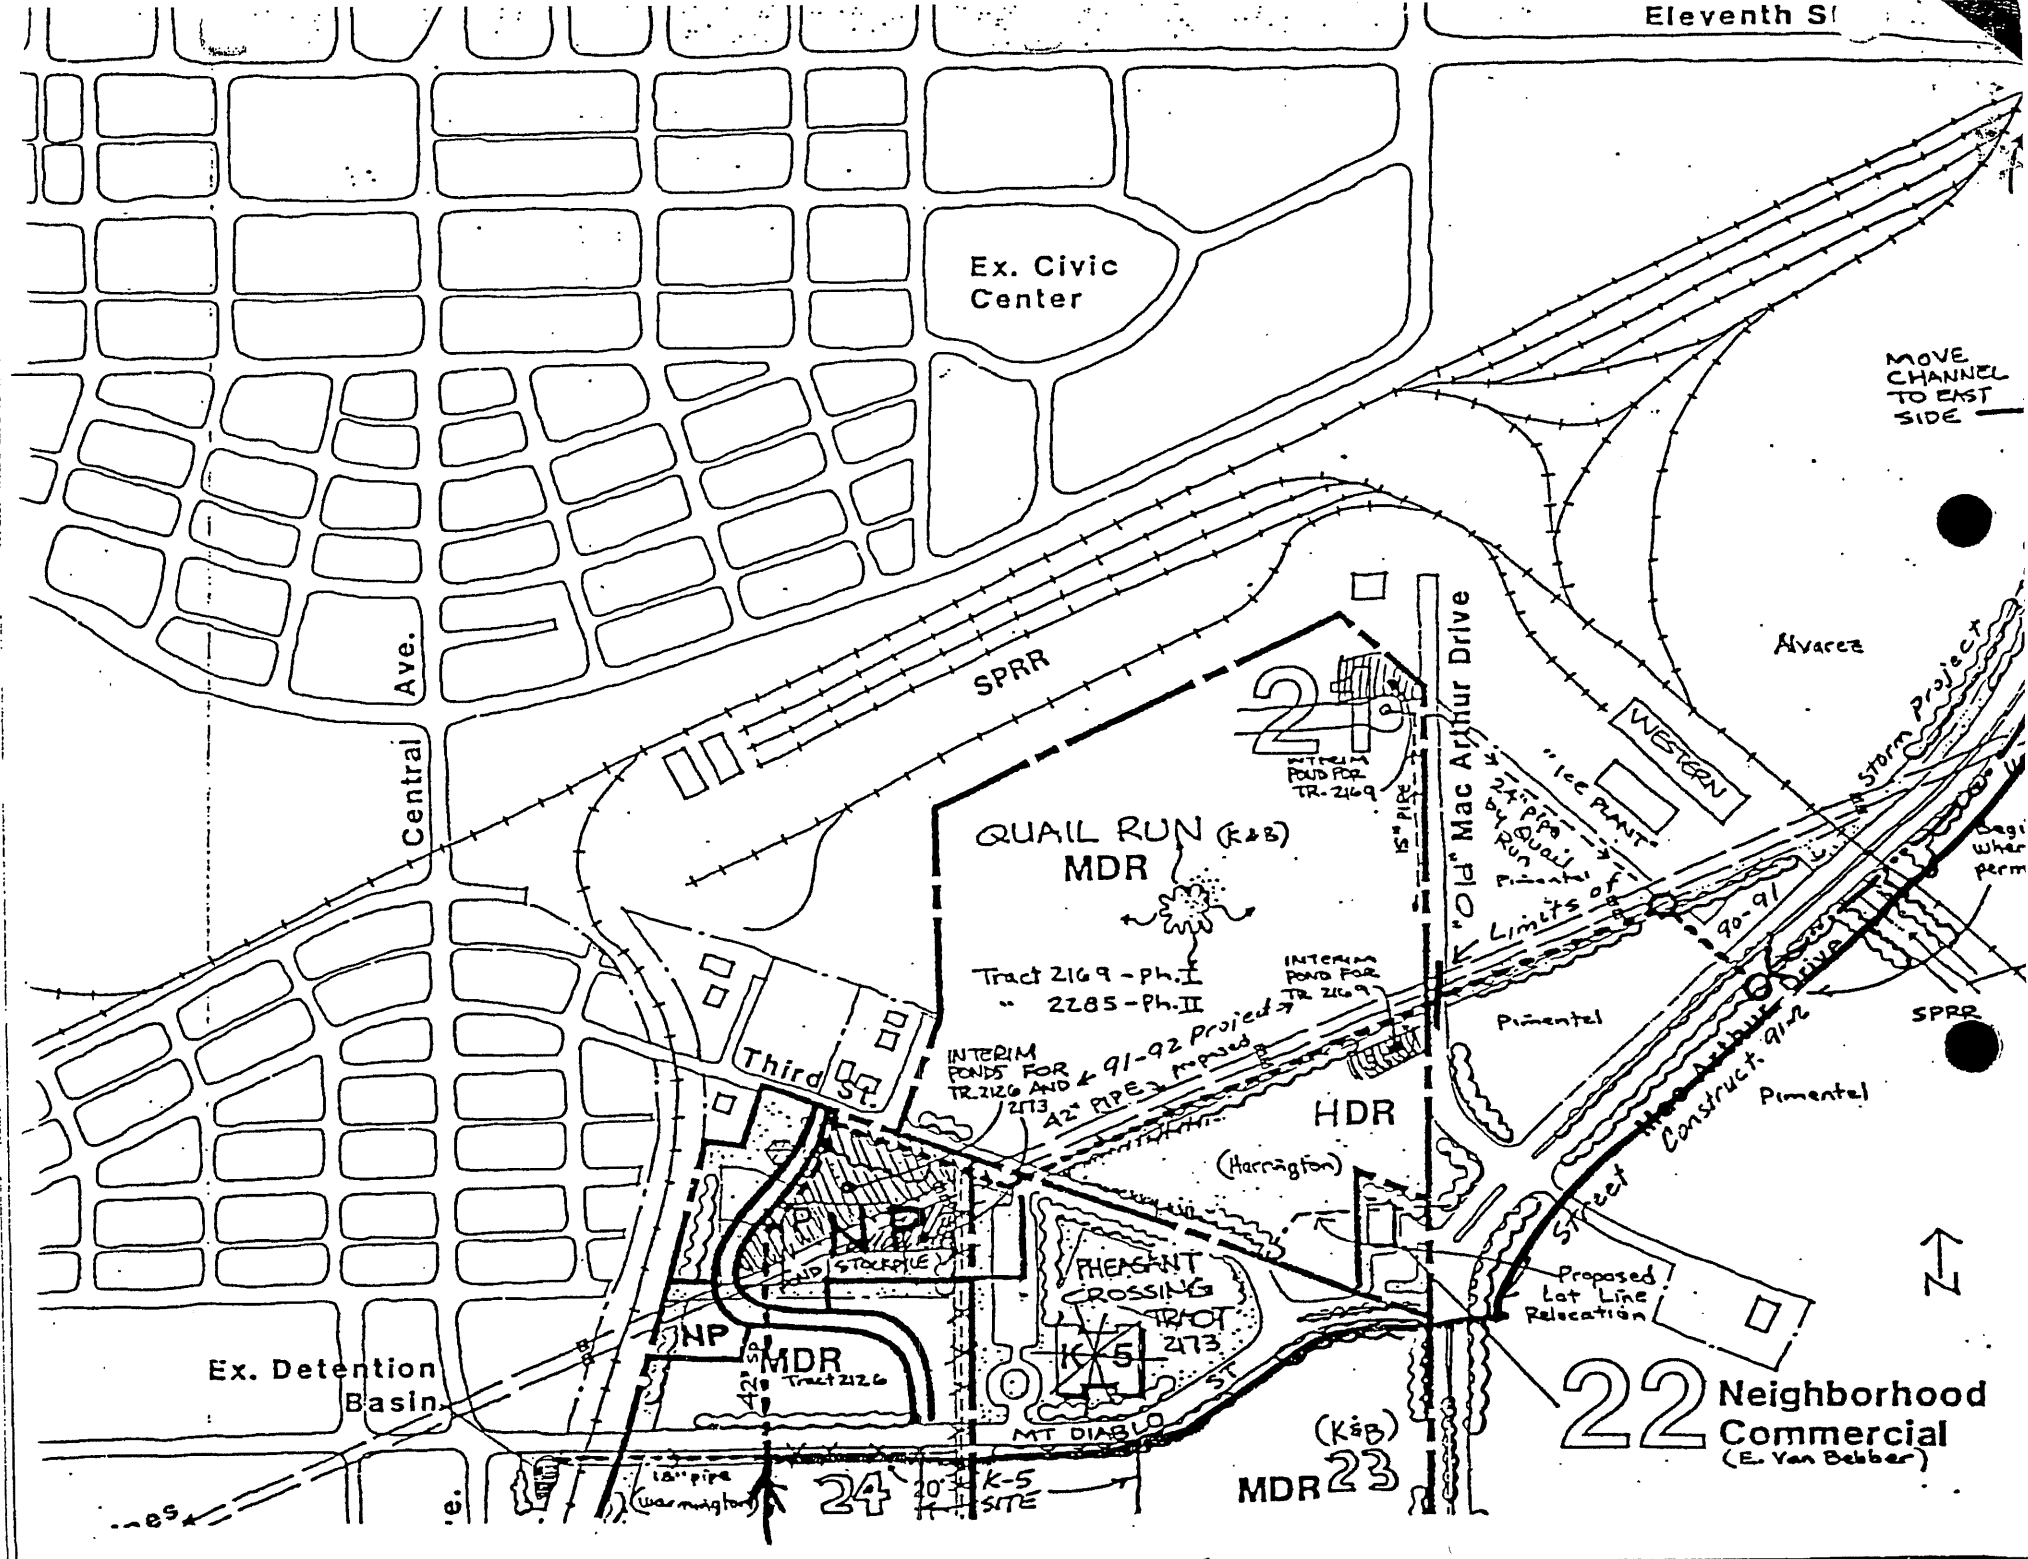 Eleventh
Ex. Civic
Center
MOVE
CHANNEL
TO EAST
SIDE
SPRR
Central
Ave.
"Old" Mac Arthur Drive
Alvarez
Storm Project
WESTERN
"ICE PLANT"
21
INTERIM
POND FOR
TR. 2169
15" PIPE
24" pipe
by Quail
Run
Pimentel
QUAIL RUN (K&B)
MDR
Limits of
90-91
Tract 2169 - Ph. I
" 2285 - Ph. II
INTERIM
POND FOR
TR 2169
91-92 Project
42" PIPE proposed
INTERIM
PONDS FOR
TR. 2126 AND
2173
Third St.
Pimentel
SPRR
Mac Arthur Drive
Construct. 91-2
Pimentel
HDR
(Harrington)
Street
NP
STOCKPILE
PHEASANT
CROSSING
TRACT
2173
K-5
Proposed
Lot Line
Relocation
N
NP
MDR
Tract 2126
42" SD
Ex. Detention
Basin
MT DIABLO ST
22 Neighborhood
Commercial
(E. Van Bebber)
(K&B)
MDR 23
18" pipe
(Warmington)
24
20'
K-5
SITE